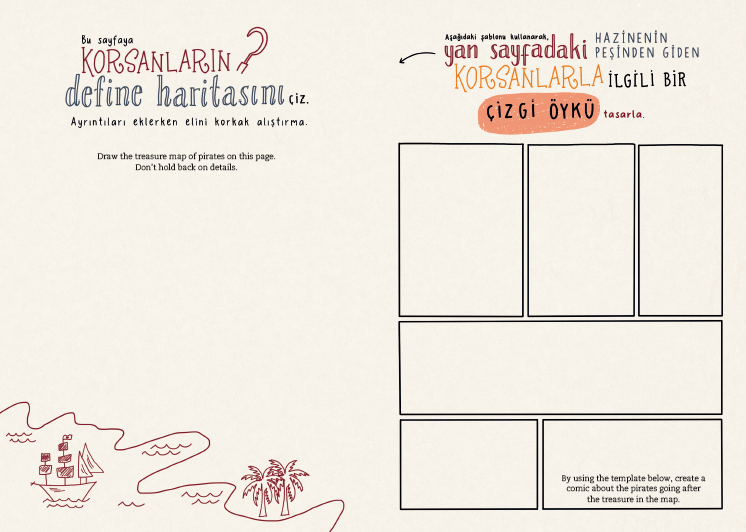 Bu sayfaya
KORSANLARIN
define haritasını çiz.
Ayrıntıları eklerken elini korkak alıştırma.
Draw the treasure map of pirates on this page.
Don't hold back on details.
Aşağıdaki şablonu kullanarak,
yan sayfadaki HAZİNENİN
PEŞİNDEN GİDEN
KORSANLARLA İLGİLİ BİR
ÇİZGİ ÖYKÜ tasarla.
By using the template below, create a
comic about the pirates going after
the treasure in the map.